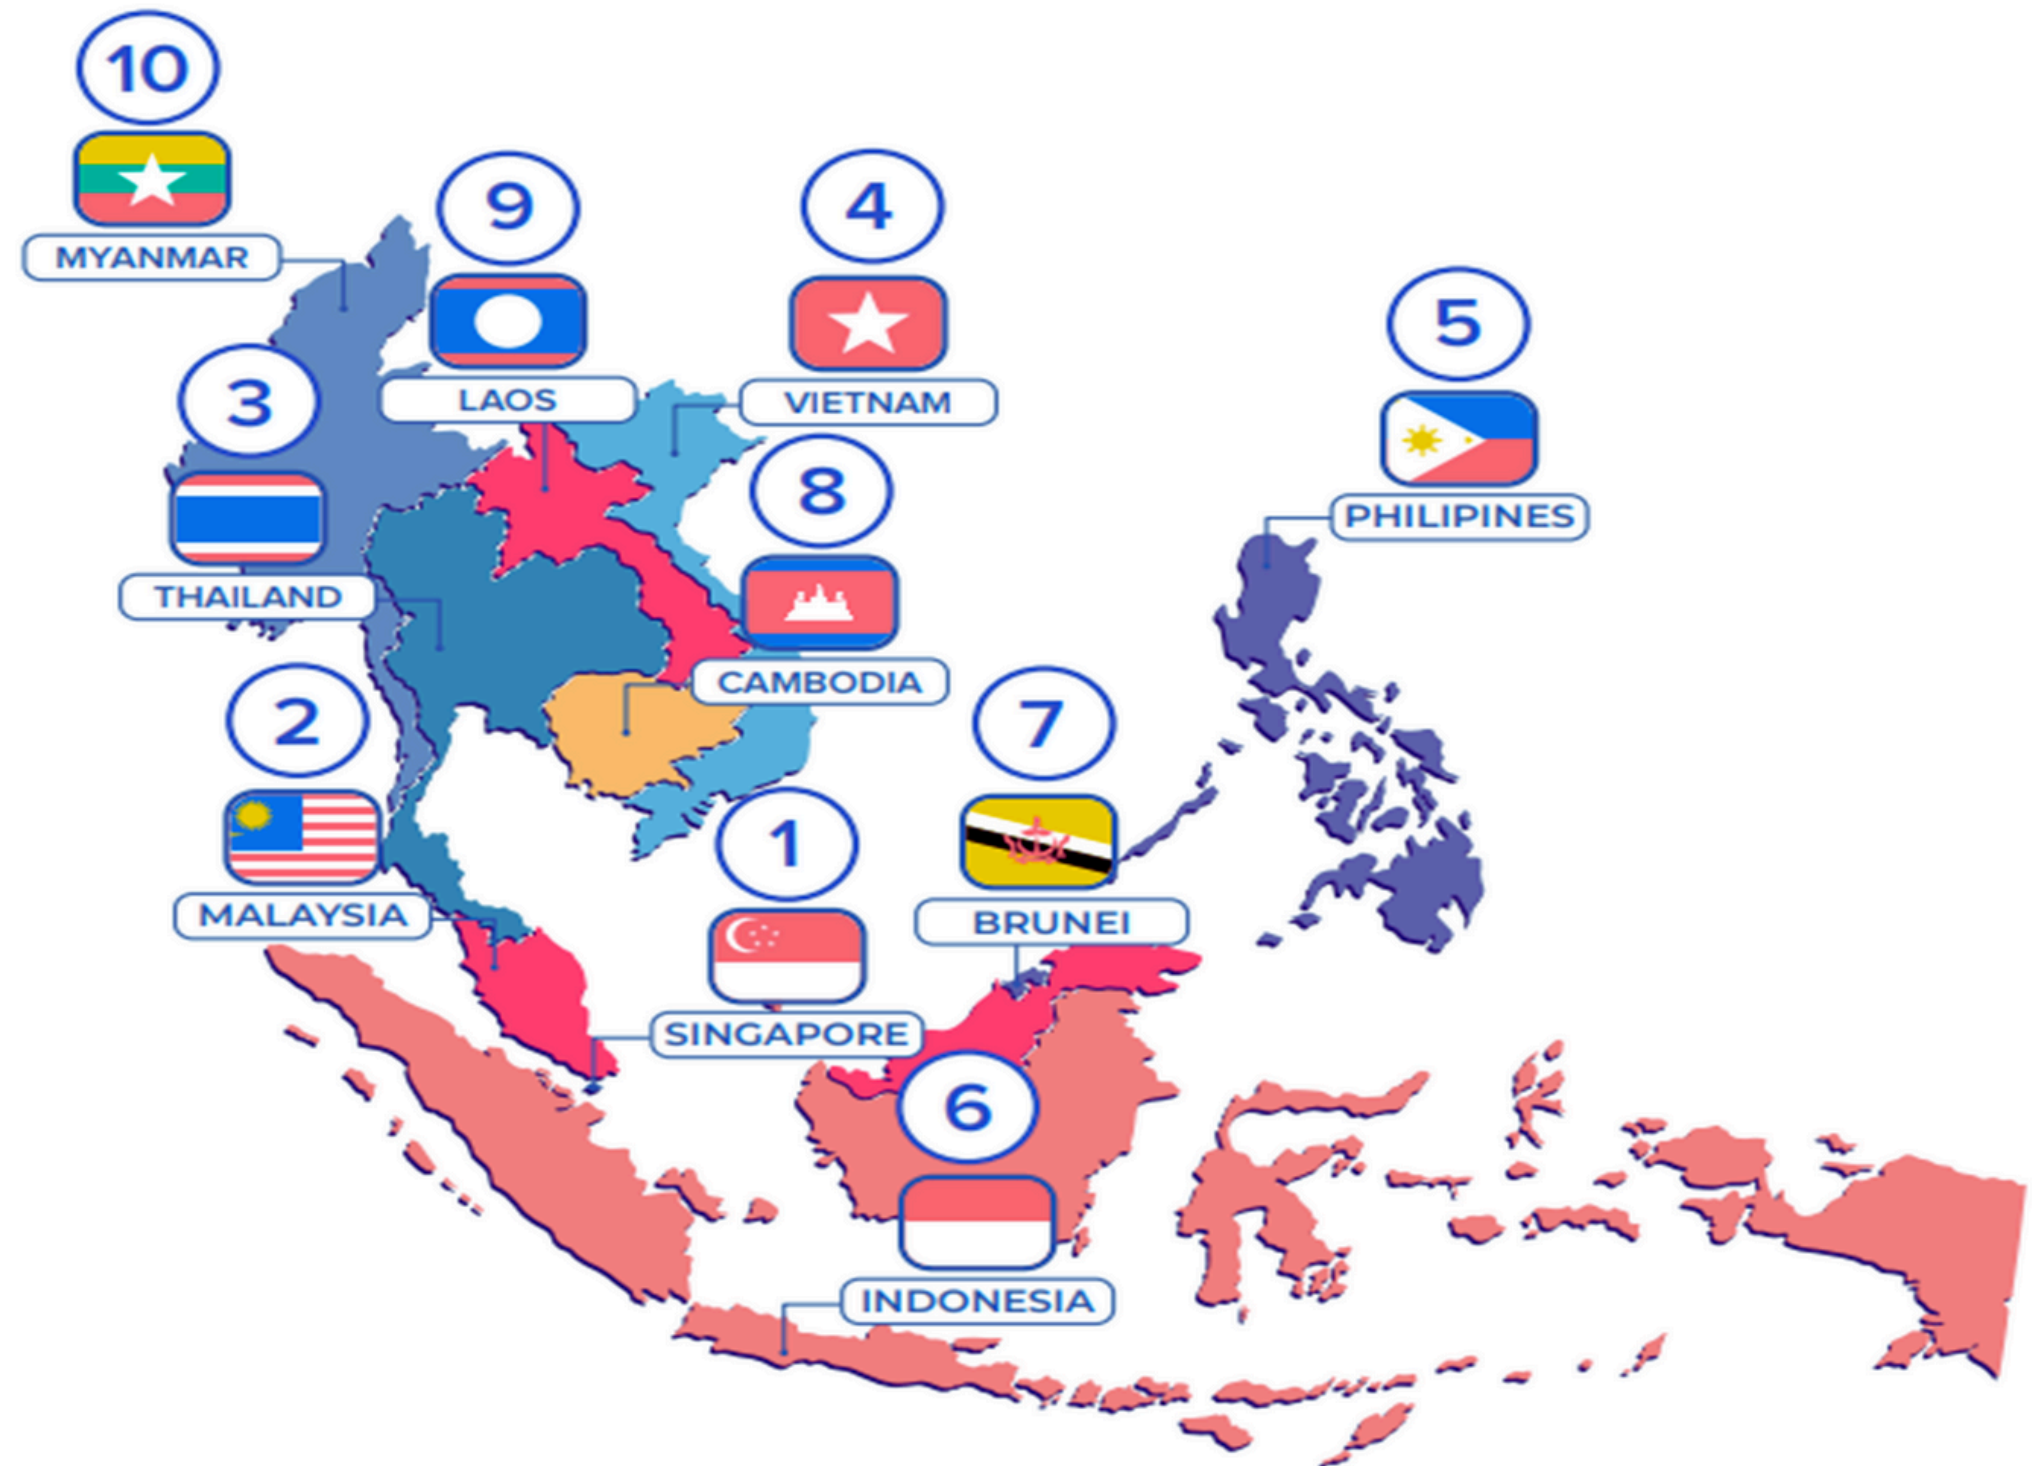 10
MYANMAR
9
LAOS
4
VIETNAM
5
PHILIPINES
3
THAILAND
8
CAMBODIA
2
MALAYSIA
7
BRUNEI
1
SINGAPORE
6
INDONESIA